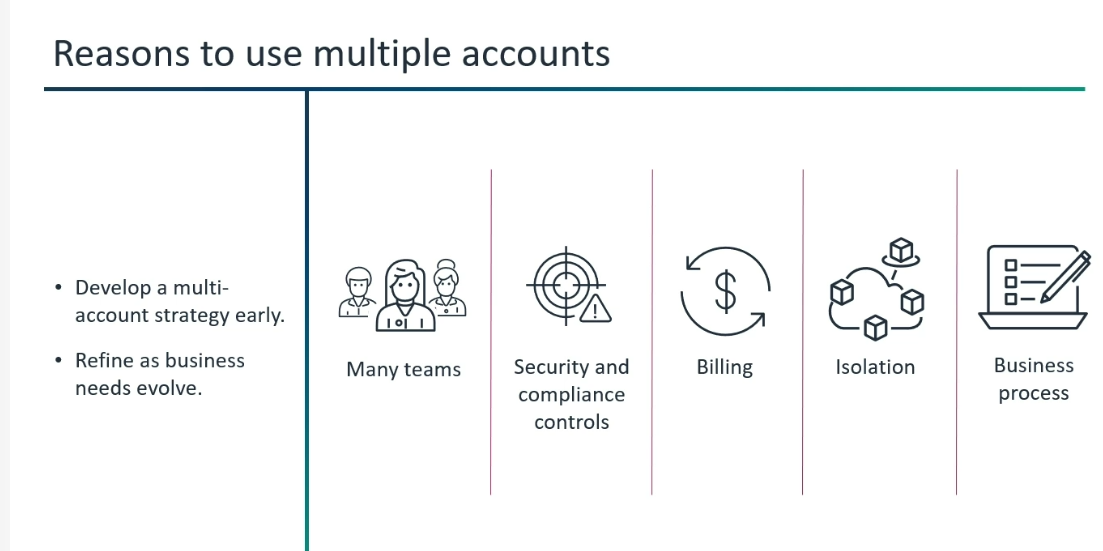 Reasons to use multiple accounts
• Develop a multi-
account strategy early.
• Refine as business
needs evolve.
Many teams
Security and
compliance
controls
$
Billing
Isolation
Business
process